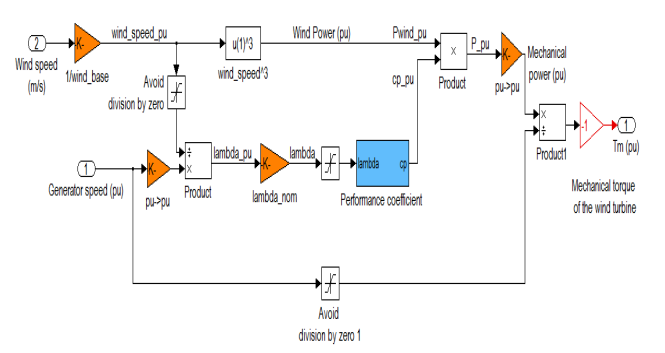 wind_speed_pu
2
-K-
u(1)^3
Wind Power (pu)
Pwind_pu
P_pu
Wind speed
(m/s)
1/wind_base
wind_speed^3
×
Product
-K-
Mechanical
power (pu)
pu->pu
Avoid
division by zero
cp_pu
×
÷
Product1
-1
1
Tm (pu)
÷
×
Product
lambda_pu
-K-
lambda_nom
lambda
lambda
cp
Performance coefficient
1
Generator speed (pu)
-K-
pu->pu
Mechanical torque
of the wind turbine
Avoid
division by zero 1